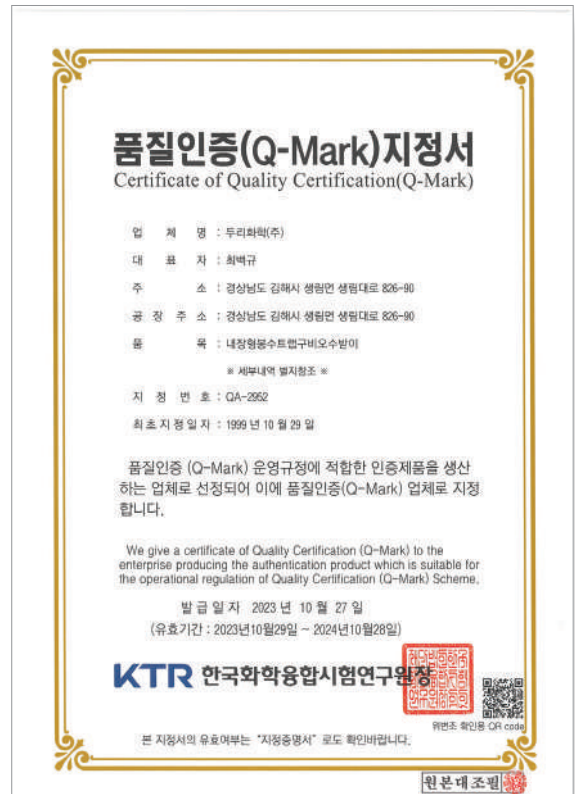 품질인증(Q-Mark)지정서
Certificate of Quality Certification(Q-Mark)
업 체 명 : 두리화학(주)
대 표 자 : 최백규
주 소 : 경상남도 김해시 생림면 생림대로 826-90
공 장 주 소 : 경상남도 김해시 생림면 생림대로 826-90
품 목 : 내장형봉수트랩구비오수받이
※ 세부내역 별지참조 ※
지 정 번 호 : QA-2952
최초지정일자 : 1999 년 10 월 29 일
품질인증 (Q-Mark) 운영규정에 적합한 인증제품을 생산
하는 업체로 선정되어 이에 품질인증(Q-Mark) 업체로 지정
합니다.
We give a certificate of Quality Certification (Q-Mark) to the
enterprise producing the authentication product which is suitable for
the operational regulation of Quality Certification (Q-Mark) Scheme.
발 급 일 자 2023 년 10 월 27 일
(유효기간 : 2023년10월29일 ~ 2024년10월28일)
KTR 한국화학융합시험연구원장
위변조 확인용 QR code
본 지정서의 유효여부는 "지정증명서" 로도 확인바랍니다.
원본대조필